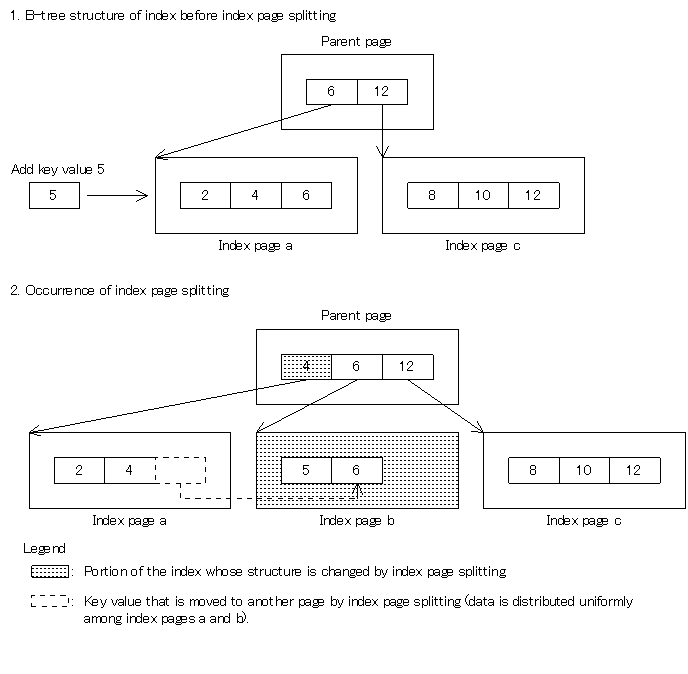 1. B-tree structure of index before index page splitting
Parent page
6 12
Add key value 5
5
2 4 6
8 10 12
Index page a
Index page c
2. Occurrence of index page splitting
Parent page
4 6 12
2 4
5 6
8 10 12
Index page a
Index page b
Index page c
Legend
: Portion of the index whose structure is changed by index page splitting
: Key value that is moved to another page by index page splitting (data is distributed uniformly
among index pages a and b).